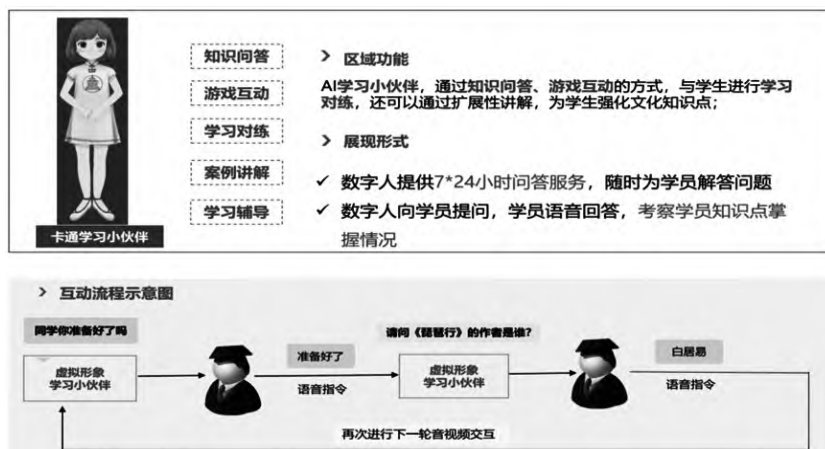 知识问答
游戏互动
学习对练
案例讲解
学习辅导
卡通学习小伙伴
> 区域功能
AI学习小伙伴，通过知识问答、游戏互动的方式，与学生进行学习
对练，还可以通过扩展性讲解，为学生强化文化知识点；
> 展现形式
✓ 数字人提供7*24小时问答服务，随时为学员解答问题
✓ 数字人向学员提问，学员语音回答，考察学员知识点掌
握情况
> 互动流程示意图
同学你准备好了吗
虚拟形象
学习小伙伴
准备好了
语音指令
请问《琵琶行》的作者是谁？
虚拟形象
学习小伙伴
白居易
语音指令
再次进行下一轮音视频交互